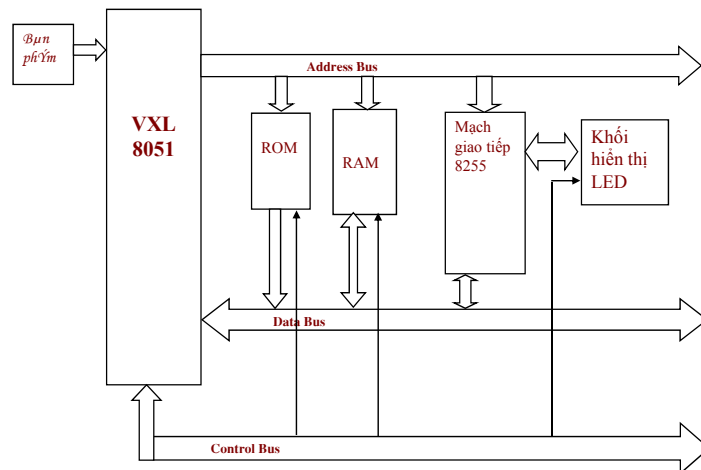 Bµn
phÝm
VXL
8051
Address Bus
ROM
RAM
Mạch
giao tiếp
8255
Khối
hiển thị
LED
Data Bus
Control Bus